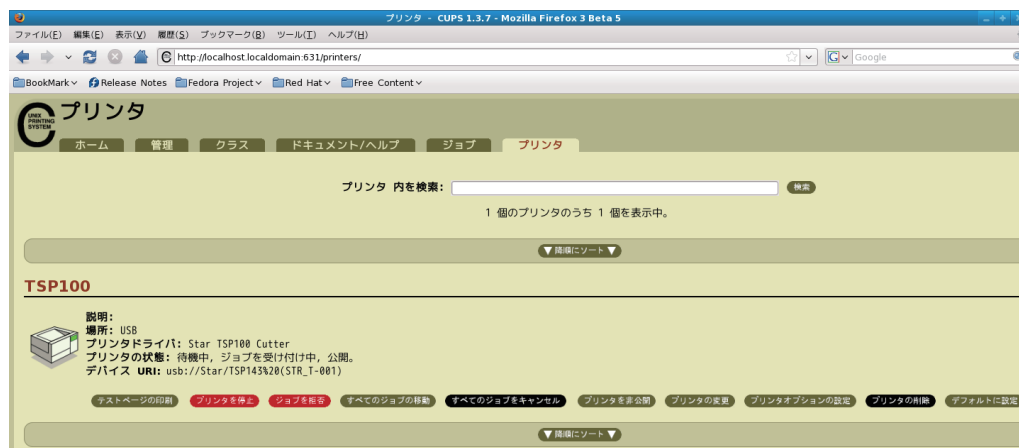 プリンタ - CUPS 1.3.7 - Mozilla Firefox 3 Beta 5
ファイル(F) 編集(E) 表示(V) 履歴(S) ブックマーク(B) ツール(T) ヘルプ(H)
http://localhost.localdomain:631/printers/ Google
BookMark Release Notes Fedora Project Red Hat Free Content
UNIX PRINTING SYSTEM
プリンタ
ホーム 管理 クラス ドキュメント/ヘルプ ジョブ プリンタ
プリンタ 内を検索: 検索
1 個のプリンタのうち 1 個を表示中。
▼ 降順にソート ▼
TSP100
説明:
場所: USB
プリンタドライバ: Star TSP100 Cutter
プリンタの状態: 待機中, ジョブを受け付け中, 公開。
デバイス URI: usb://Star/TSP143%20(STR_T-001)
テストページの印刷 プリンタを停止 ジョブを拒否 すべてのジョブの移動 すべてのジョブをキャンセル プリンタを非公開 プリンタの変更 プリンタオプションの設定 プリンタの削除 デフォルトに設定
▼ 降順にソート ▼